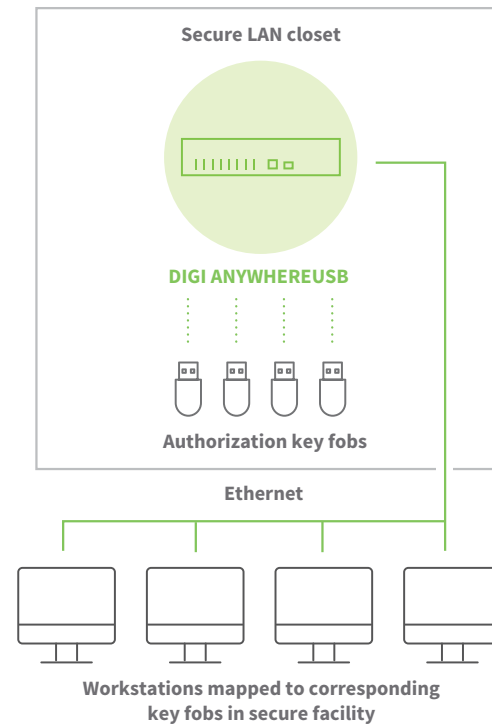 Secure LAN closet
DIGI ANYWHEREUSB
Authorization key fobs
Ethernet
Workstations mapped to corresponding
key fobs in secure facility